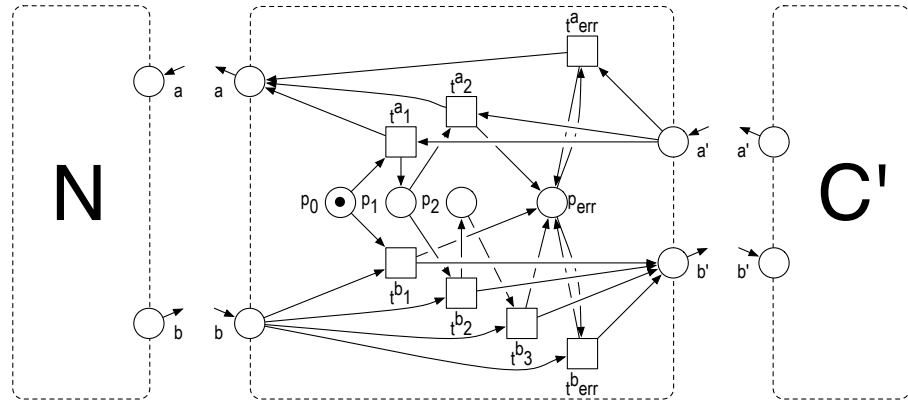 t^a_err
t^a_2
t^a_1
a
a
a'
a'
N
p_0
p_1
p_2
p_err
C'
b'
b'
t^b_1
t^b_2
b
b
t^b_3
t^b_err